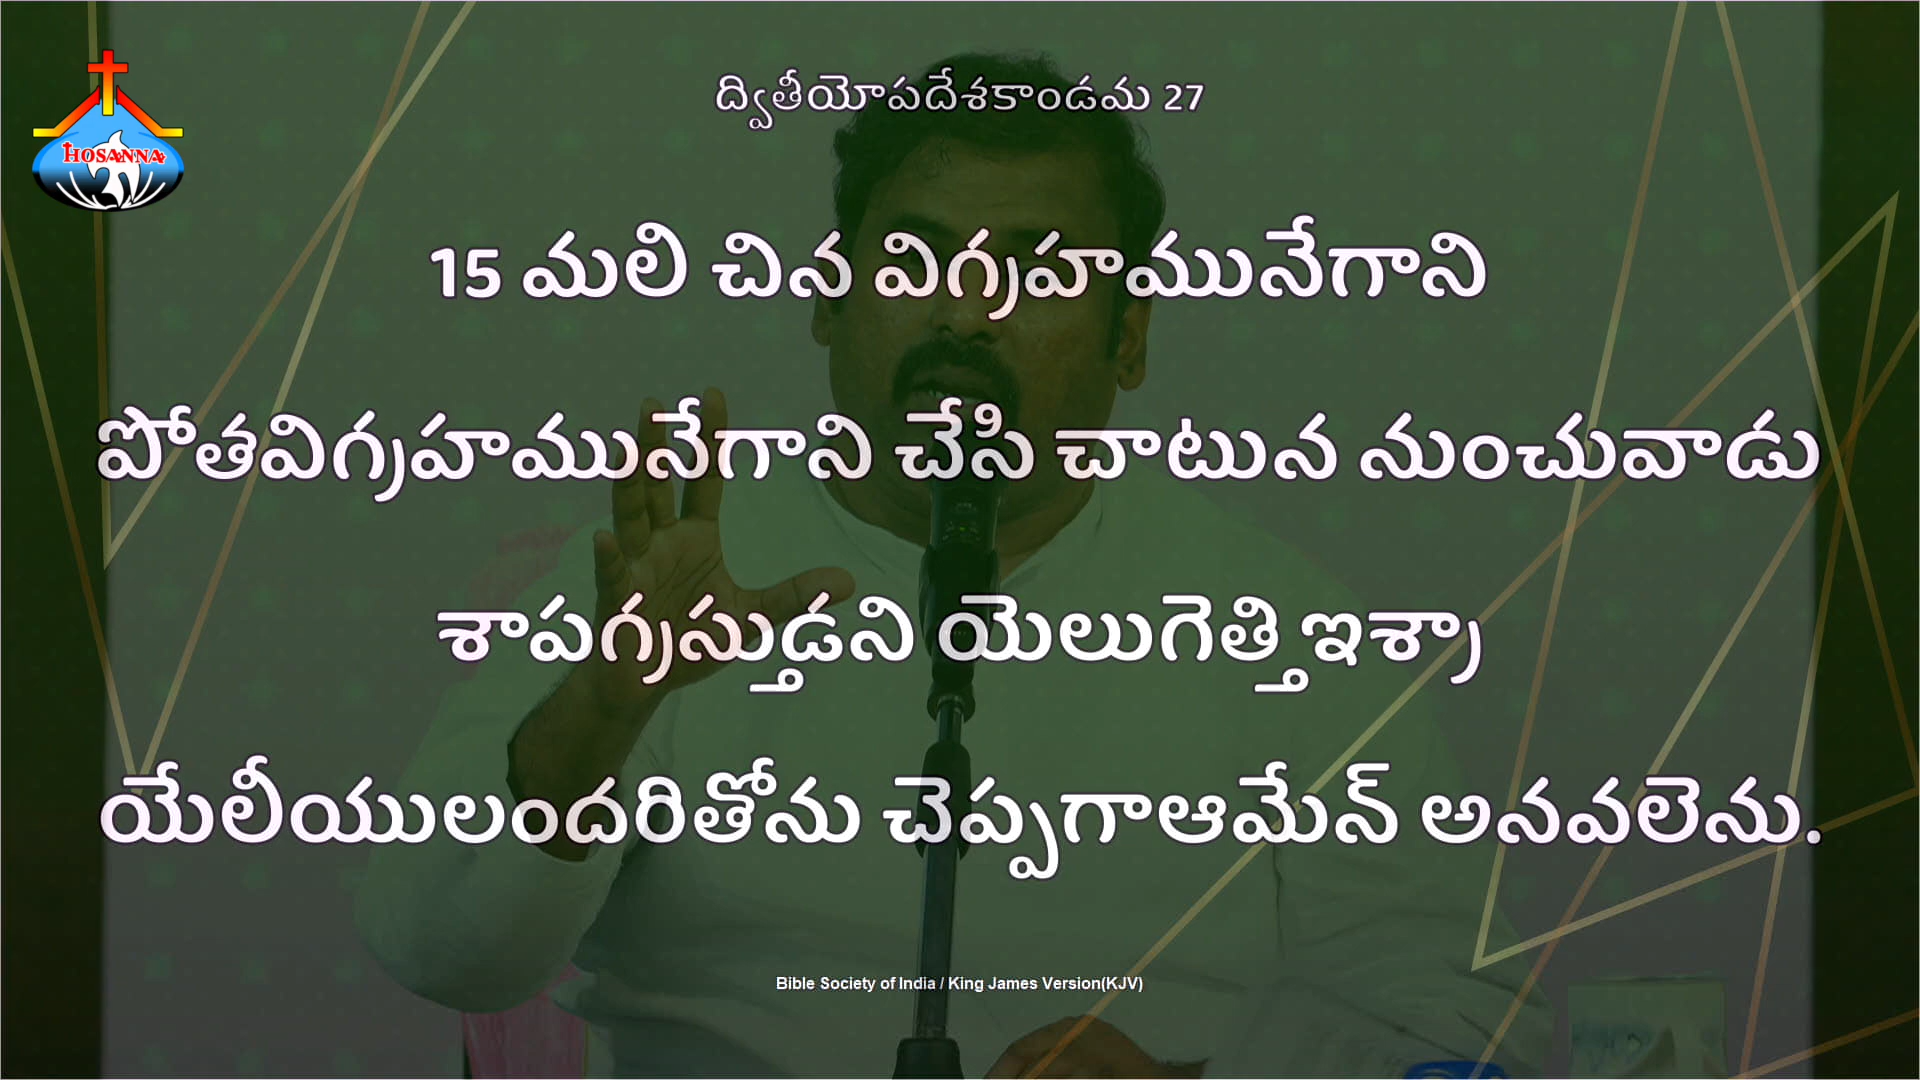 ద్వితీయోపదేశకాండమ 27
HOSANNA
15 మలి చిన విగ్రహమునేగాని
పోతవిగ్రహమునేగాని చేసి చాటున నుంచువాడు
శాపగ్రస్తుడని యెలుగెత్తి ఇశ్రా
యేలీయులందరితోను చెప్పగాఆమేన్‌ అనవలెను.
Bible Society of India / King James Version(KJV)